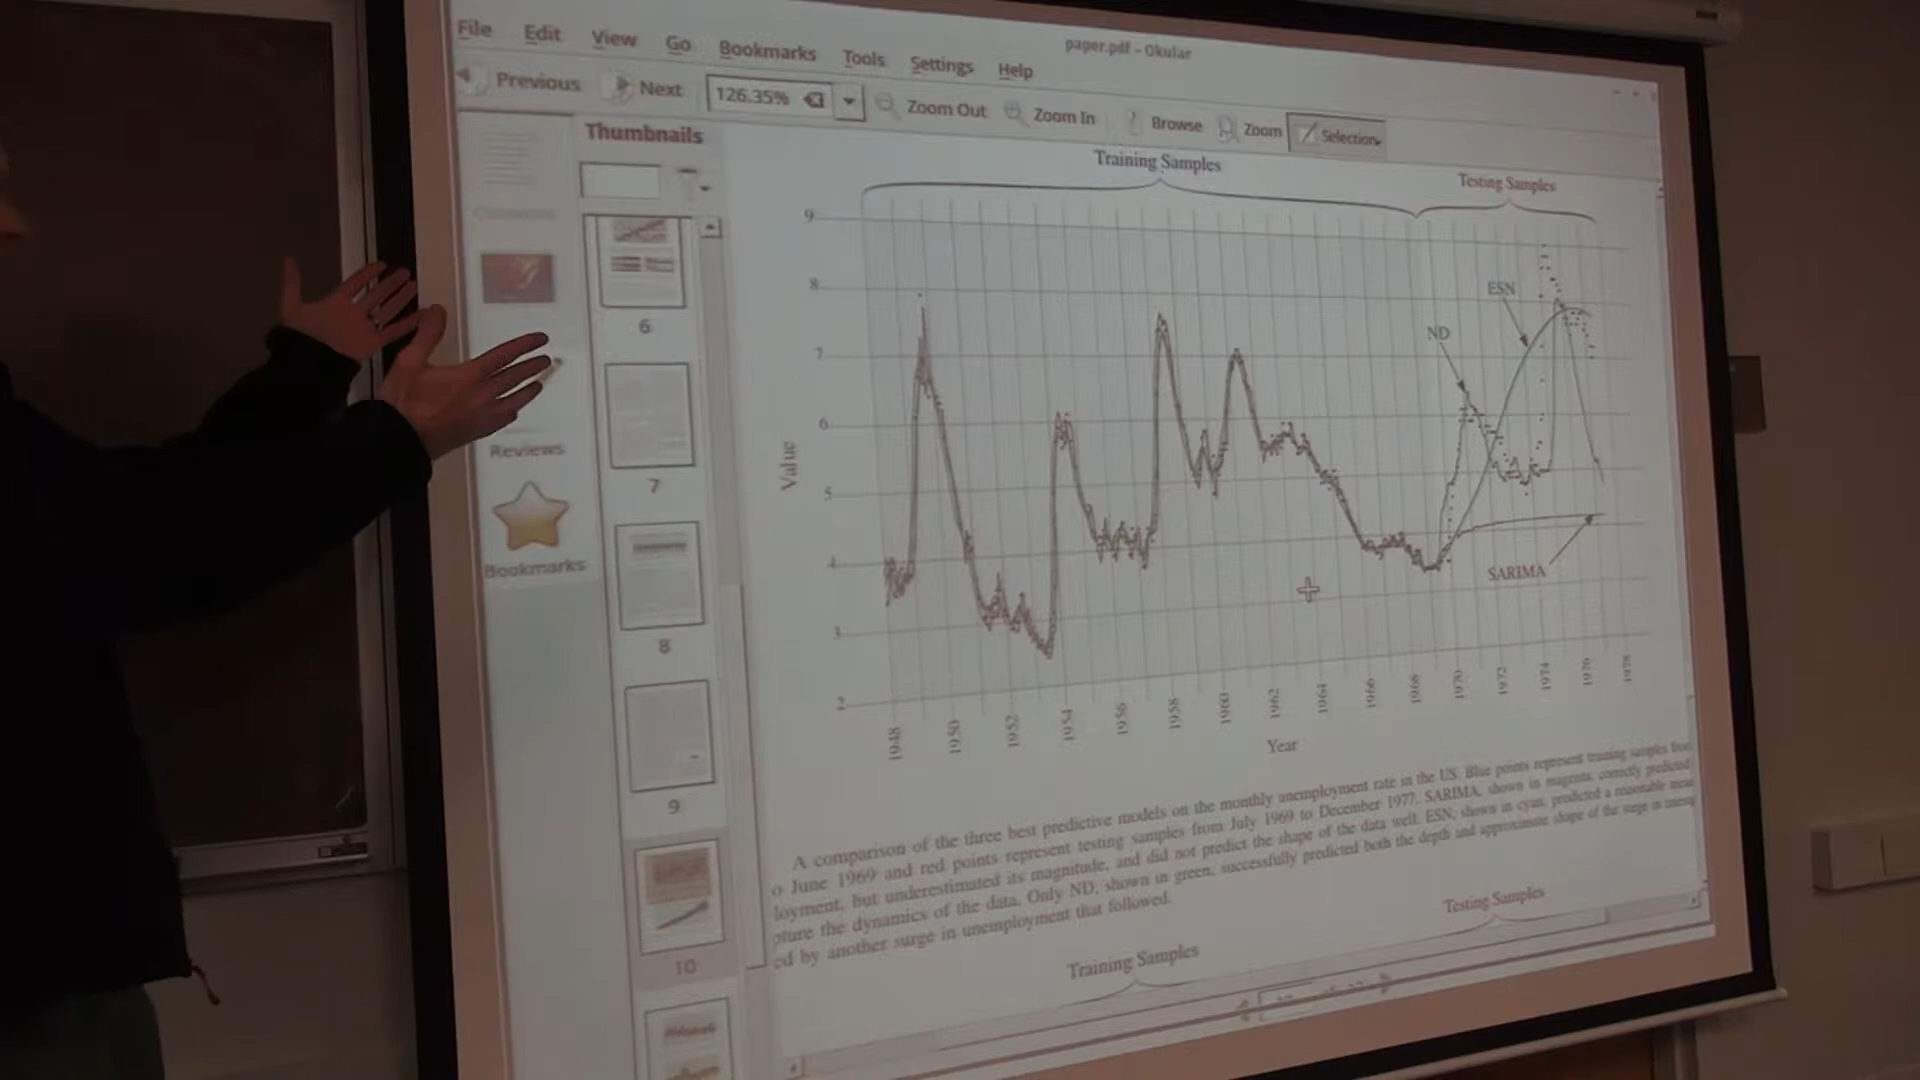 paper.pdf – Okular
File Edit View Go Bookmarks Tools Settings Help
Previous Next 126.35% Zoom Out Zoom In Browse Zoom Selection
Thumbnails
6
7
8
9
10
Reviews
Bookmarks
Training Samples
Testing Samples
9
8
7
6
5
4
3
2
Value
ESN
ND
SARIMA
1948 1950 1952 1954 1956 1958 1960 1962 1964 1966 1968 1970 1972 1974 1976 1978
Year
A comparison of the three best predictive models on the monthly unemployment rate in the US. Blue points represent training samples from
o June 1969 and red points represent testing samples from July 1969 to December 1977. SARIMA, shown in magenta, correctly predicted
loyment, but underestimated its magnitude, and did not predict the shape of the data well. ESN, shown in cyan, predicted a reasonable
pture the dynamics of the data. Only ND, shown in green, successfully predicted both the depth and approximate shape of the surge in
ed by another surge in unemployment that followed.
Training Samples
Testing Samples